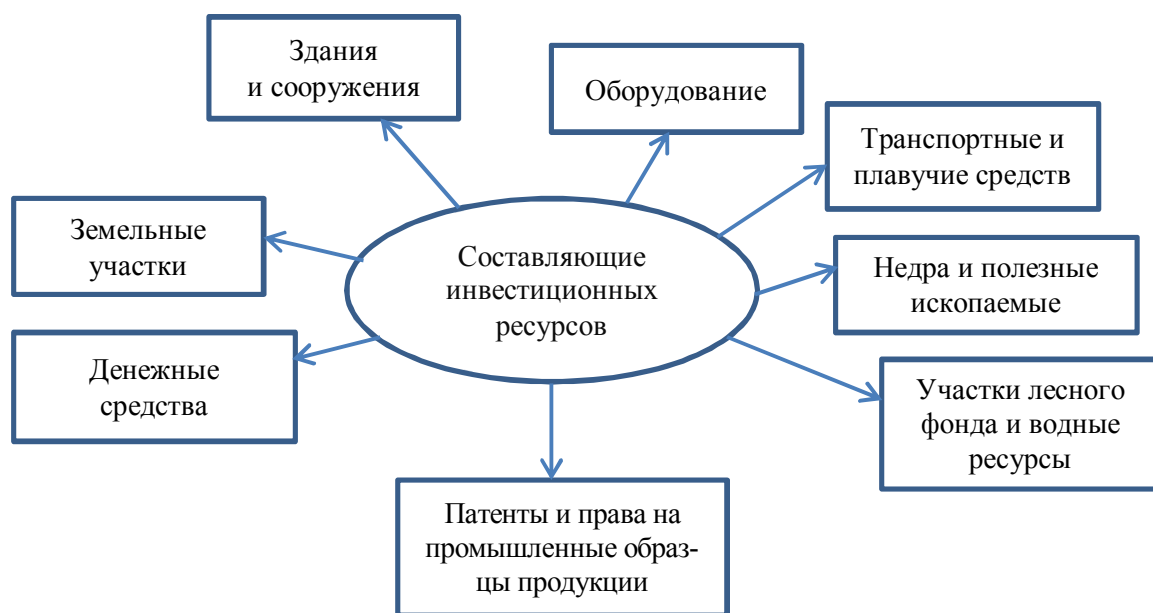 Здания
и сооружения
Оборудование
Транспортные и
плавучие средств
Земельные
участки
Составляющие
инвестиционных
ресурсов
Недра и полезные
ископаемые
Денежные
средства
Участки лесного
фонда и водные
ресурсы
Патенты и права на
промышленные образ-
цы продукции